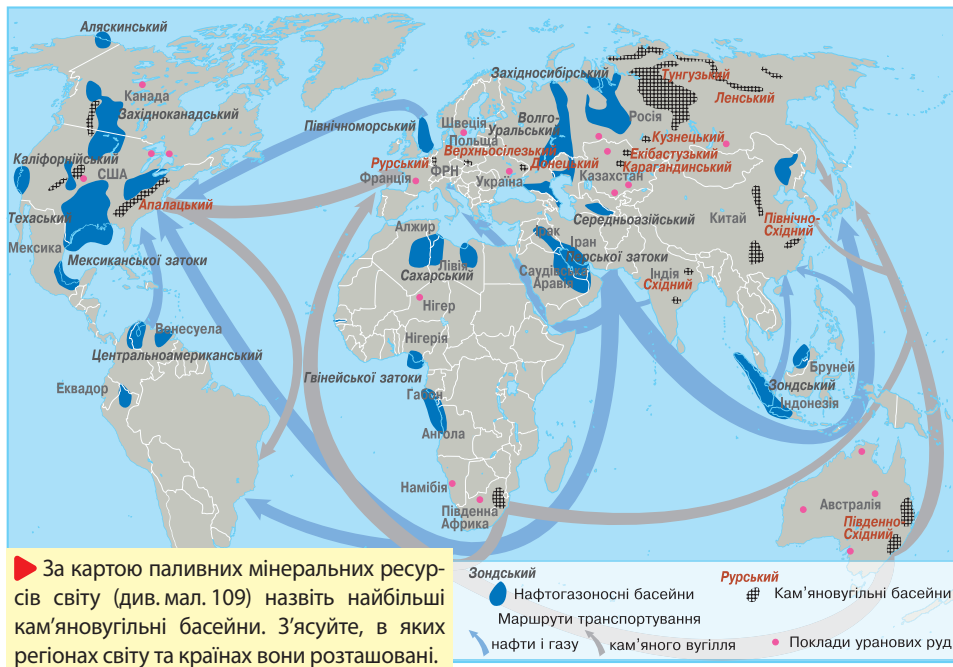 Аляскинський
Канада
Західноканадський
Каліфорнійський
США
Апалацький
Техаський
Мексика
Мексиканської затоки
Венесуела
Центральноамериканський
Еквадор
Північноморський
Швеція
Польща
Верхньосілезький
Рурський
ФРН
Франція
Україна
Донецький
Західносибірський
Волго-
Уральський
Тунгузький
Ленський
Росія
Кузнецький
Екібастузький
Карагандинський
Казахстан
Середньоазійський
Китай
Північно-
Східний
Алжир
Лівія
Сахарський
Ірак
Іран
Перської затоки
Саудівська
Аравія
Індія
Східний
Нігер
Нігерія
Гвінейської затоки
Габон
Ангола
Намібія
Південна
Африка
Бруней
Зондський
Індонезія
Австралія
Південно-
Східний
За картою паливних мінеральних ресур-
сів світу (див. мал. 109) назвіть найбільші
кам’яновугільні басейни. З’ясуйте, в яких
регіонах світу та країнах вони розташовані.
Зондський
Нафтогазоносні басейни
Рурський
Кам’яновугільні басейни
Маршрути транспортування
нафти і газу
кам’яного вугілля
Поклади уранових руд